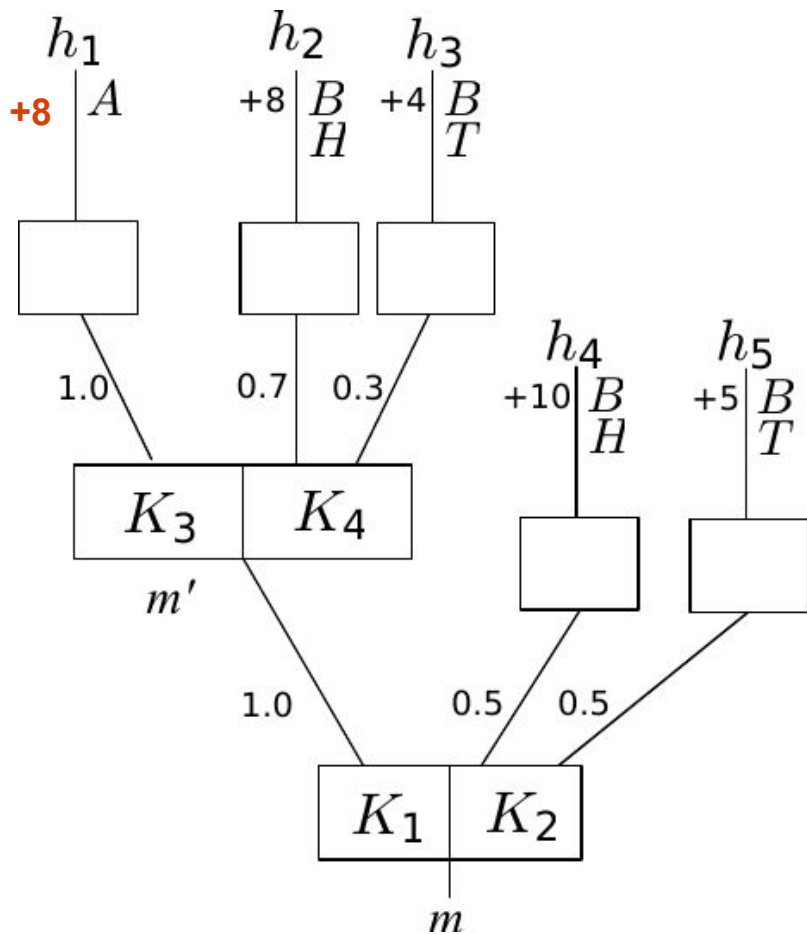 h₁ h₂ h₃
+8 A +8 B +4 B
H T
h₄ h₅
1.0 0.7 0.3 +10 B +5 B
H T
K₃ K₄
m'
1.0 0.5 0.5
K₁ K₂
m